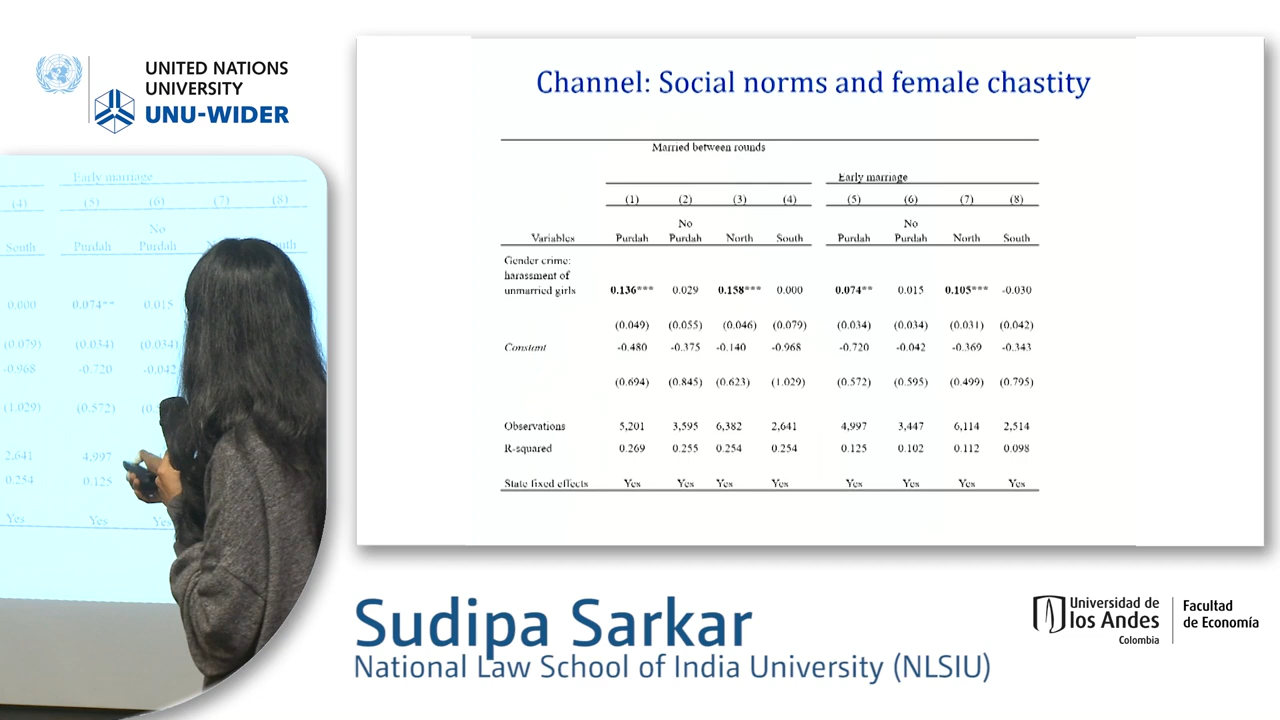 UNITED NATIONS
UNIVERSITY
UNU-WIDER
Early marriage
(4) (5) (6) (7) (8)
No
South Purdah Purdah
0.000 0.074** 0.015
(0.079) (0.034) (0.034)
-0.968 -0.720 -0.042
(1.029) (0.572)
2,641 4,997
0.254 0.125
Yes Yes Yes
Channel: Social norms and female chastity
Married between rounds
Early marriage
(1) (2) (3) (4) (5) (6) (7) (8)
No No
Variables Purdah Purdah North South Purdah Purdah North South
Gender crime:
harassment of
unmarried girls 0.136*** 0.029 0.158*** 0.000 0.074** 0.015 0.105*** -0.030
(0.049) (0.055) (0.046) (0.079) (0.034) (0.034) (0.031) (0.042)
Constant -0.480 -0.375 -0.140 -0.968 -0.720 -0.042 -0.369 -0.343
(0.694) (0.845) (0.623) (1.029) (0.572) (0.595) (0.499) (0.795)
Observations 5,201 3,595 6,382 2,641 4,997 3,447 6,114 2,514
R-squared 0.269 0.255 0.254 0.254 0.125 0.102 0.112 0.098
State fixed effects Yes Yes Yes Yes Yes Yes Yes Yes
Sudipa Sarkar
National Law School of India University (NLSIU)
Universidad de
los Andes
Colombia
Facultad
de Economía